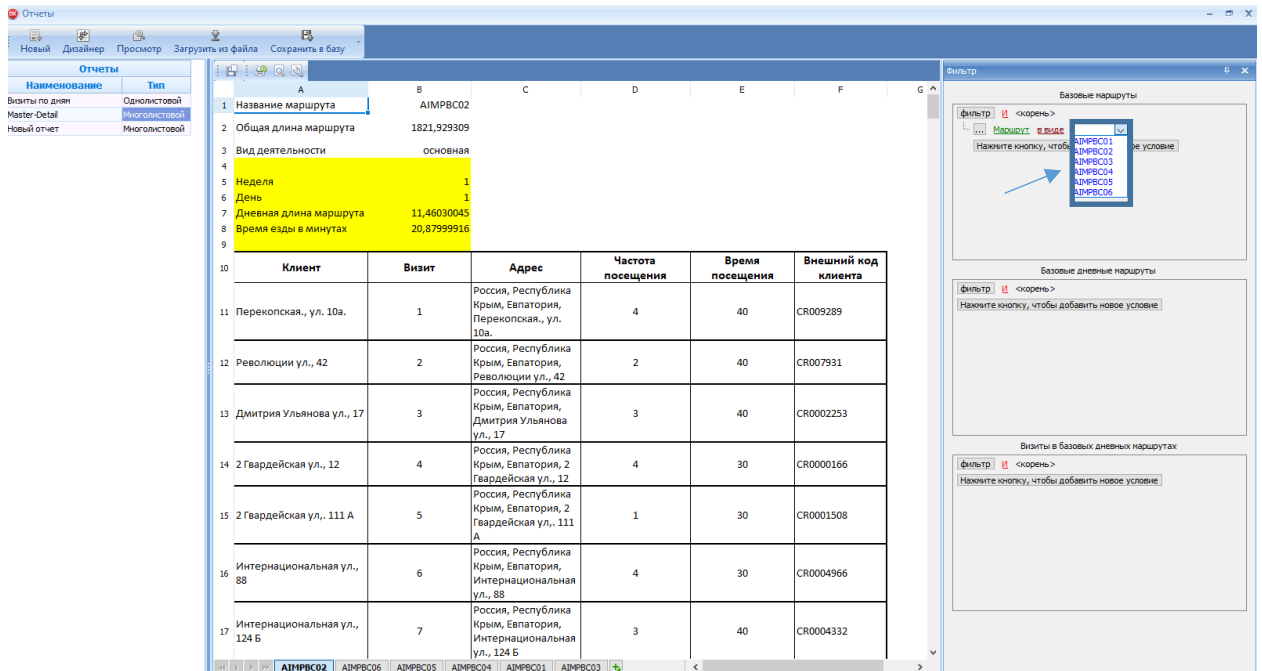 Отчеты
Новый Дизайнер Просмотр Загрузить из файла Сохранить в базу
Отчеты
Наименование Тип
Визиты по дням Однолистовой
Master-Detail Многолистовой
Новый отчет Многолистовой
A B C D E F G
1 Название маршрута AIMPBC02
2 Общая длина маршрута 1821,929309
3 Вид деятельности основная
4
5 Неделя 1
6 День 1
7 Дневная длина маршрута 11,46030045
8 Время езды в минутах 20,87999916
9
10 Клиент Визит Адрес Частота посещения Время посещения Внешний код клиента
11 Перекопская., ул. 10а. 1 Россия, Республика Крым, Евпатория, Перекопская., ул. 10а. 4 40 CR009289
12 Революции ул., 42 2 Россия, Республика Крым, Евпатория, Революции ул., 42 2 40 CR007931
13 Дмитрия Ульянова ул., 17 3 Россия, Республика Крым, Евпатория, Дмитрия Ульянова ул., 17 3 40 CR0002253
14 2 Гвардейская ул., 12 4 Россия, Республика Крым, Евпатория, 2 Гвардейская ул., 12 4 30 CR0000166
15 2 Гвардейская ул,. 111 А 5 Россия, Республика Крым, Евпатория, 2 Гвардейская ул,. 111 А 1 30 CR0001508
16 Интернациональная ул., 88 6 Россия, Республика Крым, Евпатория, Интернациональная ул., 88 4 30 CR0004966
17 Интернациональная ул., 124 Б 7 Россия, Республика Крым, Евпатория, Интернациональная ул., 124 Б 3 40 CR0004332
AIMPBC02 AIMPBC06 AIMPBC05 AIMPBC04 AIMPBC01 AIMPBC03
Фильтр
Базовые маршруты
фильтр И <корень>
... Маршрут в виде
Нажмите кнопку, чтобы ое условие
AIMPBC01
AIMPBC02
AIMPBC03
AIMPBC04
AIMPBC05
AIMPBC06
Базовые дневные маршруты
фильтр И <корень>
Нажмите кнопку, чтобы добавить новое условие
Визиты в базовых дневных маршрутах
фильтр И <корень>
Нажмите кнопку, чтобы добавить новое условие